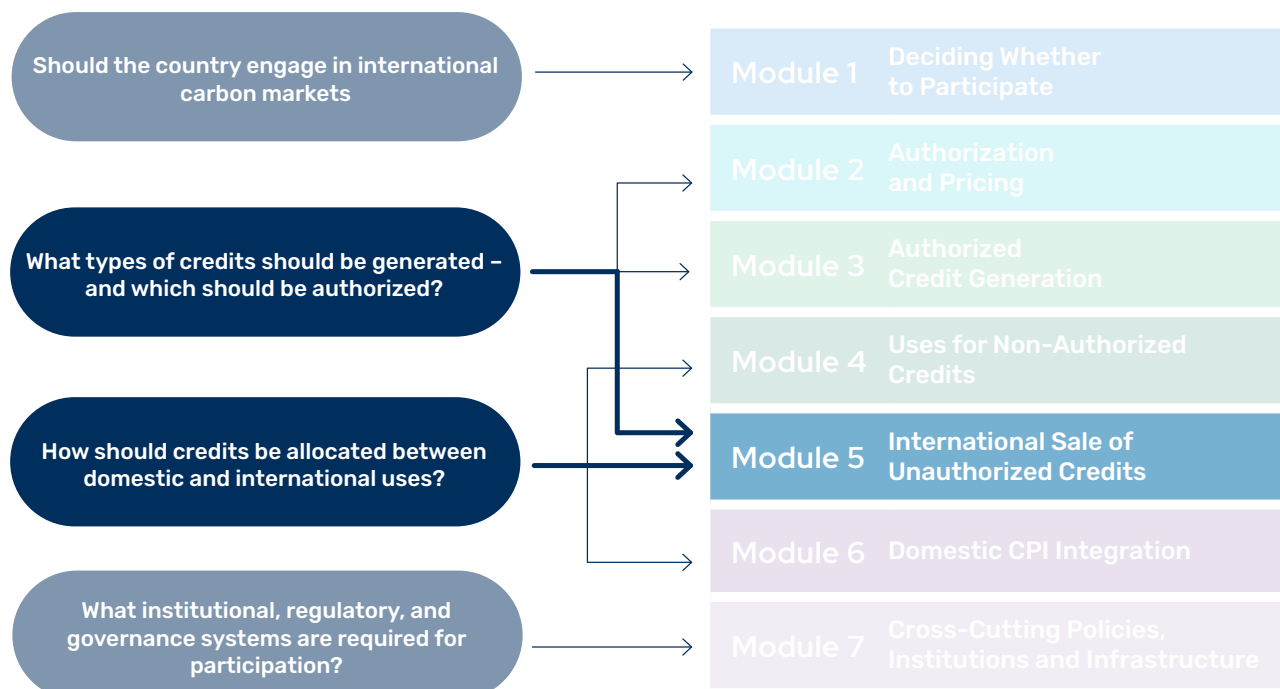 Should the country engage in international
carbon markets
What types of credits should be generated –
and which should be authorized?
How should credits be allocated between
domestic and international uses?
What institutional, regulatory, and
governance systems are required for
participation?
Module 1
Deciding Whether
to Participate
Module 2
Authorization
and Pricing
Module 3
Authorized
Credit Generation
Module 4
Uses for Non-Authorized
Credits
Module 5
International Sale of
Unauthorized Credits
Module 6
Domestic CPI Integration
Module 7
Cross-Cutting Policies,
Institutions and Infrastructure